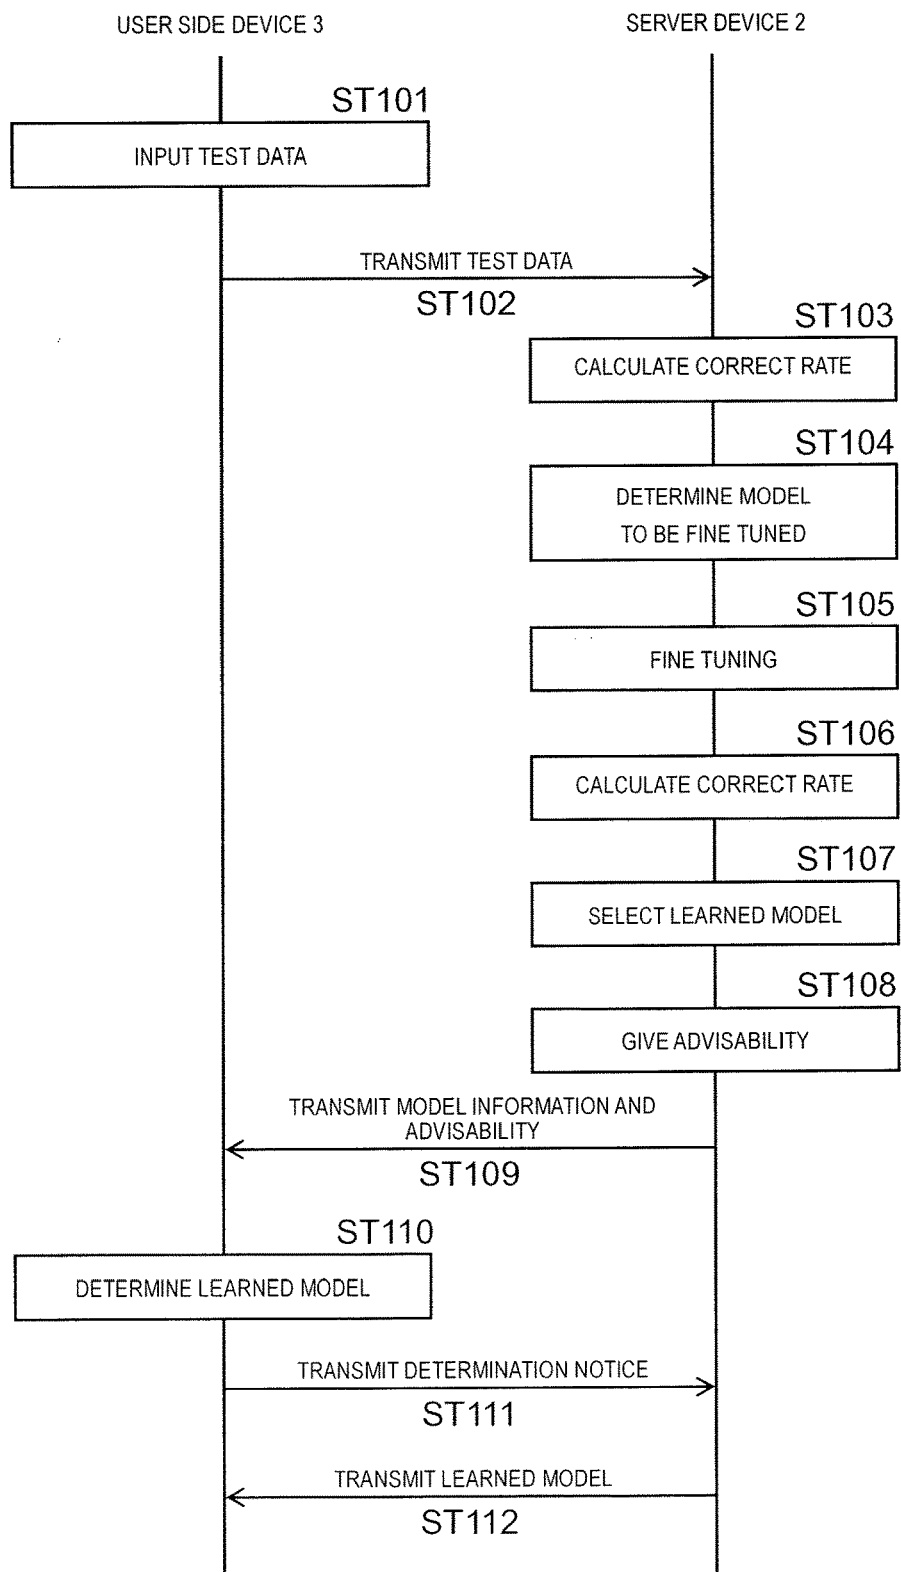 USER SIDE DEVICE 3
SERVER DEVICE 2
ST101
INPUT TEST DATA
TRANSMIT TEST DATA
ST102
ST103
CALCULATE CORRECT RATE
ST104
DETERMINE MODEL
TO BE FINE TUNED
ST105
FINE TUNING
ST106
CALCULATE CORRECT RATE
ST107
SELECT LEARNED MODEL
ST108
GIVE ADVISABILITY
TRANSMIT MODEL INFORMATION AND
ADVISABILITY
ST109
ST110
DETERMINE LEARNED MODEL
TRANSMIT DETERMINATION NOTICE
ST111
TRANSMIT LEARNED MODEL
ST112